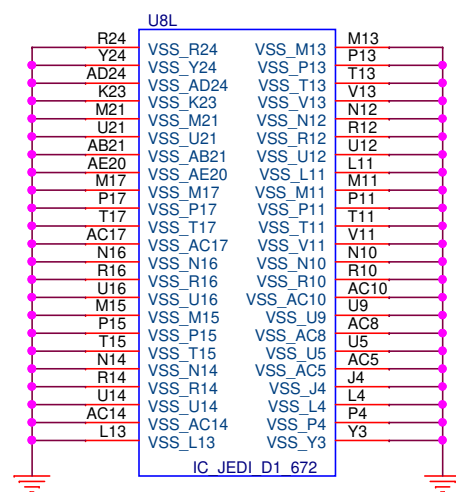 U8L
R24 VSS_R24 VSS_M13 M13
Y24 VSS_Y24 VSS_P13 P13
AD24 VSS_AD24 VSS_T13 T13
K23 VSS_K23 VSS_V13 V13
M21 VSS_M21 VSS_N12 N12
U21 VSS_U21 VSS_R12 R12
AB21 VSS_AB21 VSS_U12 U12
AE20 VSS_AE20 VSS_L11 L11
M17 VSS_M17 VSS_M11 M11
P17 VSS_P17 VSS_P11 P11
T17 VSS_T17 VSS_T11 T11
AC17 VSS_AC17 VSS_V11 V11
N16 VSS_N16 VSS_N10 N10
R16 VSS_R16 VSS_R10 R10
U16 VSS_U16 VSS_AC10 AC10
M15 VSS_M15 VSS_U9 U9
P15 VSS_P15 VSS_AC8 AC8
T15 VSS_T15 VSS_U5 U5
N14 VSS_N14 VSS_AC5 AC5
R14 VSS_R14 VSS_J4 J4
U14 VSS_U14 VSS_L4 L4
AC14 VSS_AC14 VSS_P4 P4
L13 VSS_L13 VSS_Y3 Y3
IC_JEDI_D1_672